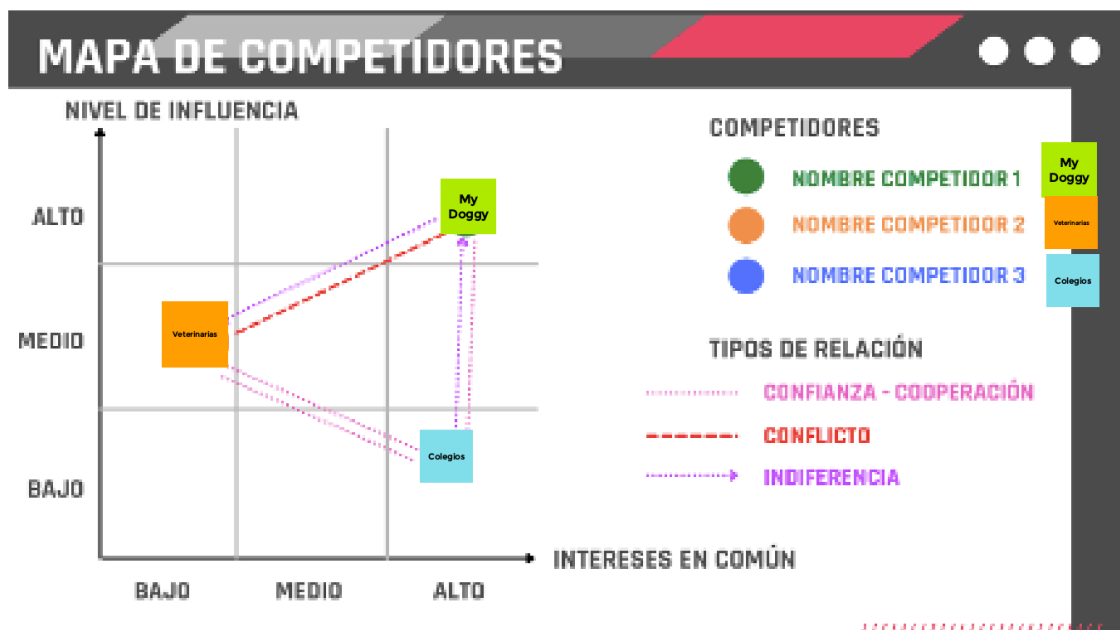 MAPA DE COMPETIDORES
NIVEL DE INFLUENCIA
ALTO
MEDIO
BAJO
My
Doggy
Veterinarias
Colegios
BAJO
MEDIO
ALTO
INTERESES EN COMÚN
COMPETIDORES
NOMBRE COMPETIDOR 1
My
Doggy
NOMBRE COMPETIDOR 2
Veterinarias
NOMBRE COMPETIDOR 3
Colegios
TIPOS DE RELACIÓN
CONFIANZA - COOPERACIÓN
CONFLICTO
INDIFERENCIA